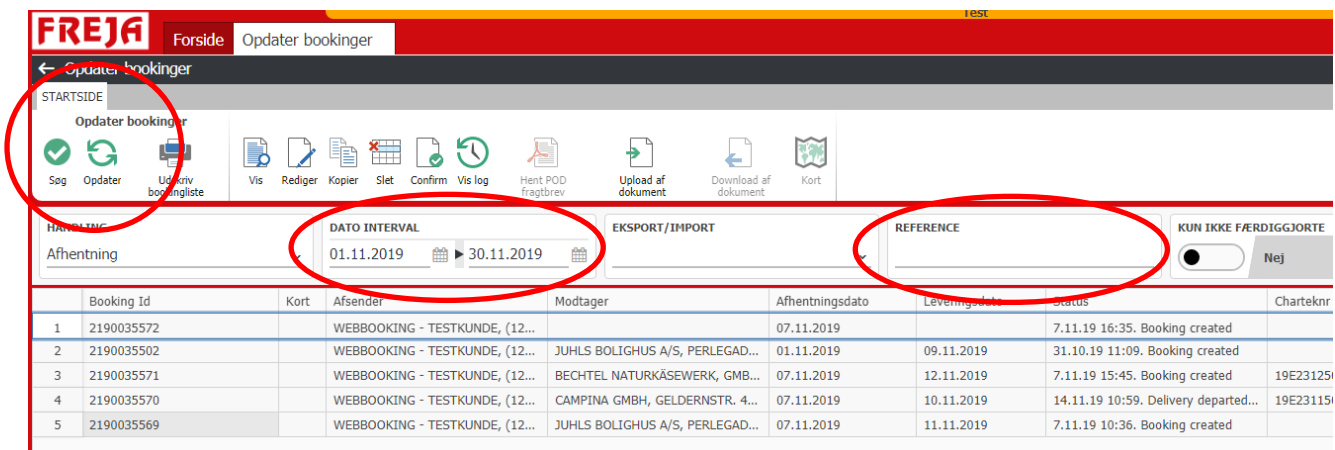 Test
FREJA Forside Opdater bookinger
← Opdater bookinger
STARTSIDE
Opdater bookinger
Søg Opdater Udskriv bookingliste Vis Rediger Kopier Slet Confirm Vis log Hent POD fragtbrev Upload af dokument Download af dokument Kort
HANDLING DATO INTERVAL EKSPORT/IMPORT REFERENCE KUN IKKE FÆRDIGGJORTE
Afhentning 01.11.2019 30.11.2019 Nej
Booking Id Kort Afsender Modtager Afhentningsdato Leveringsdato Status Charteknr
1 2190035572 WEBBOOKING - TESTKUNDE, (12... 07.11.2019 7.11.19 16:35. Booking created
2 2190035502 WEBBOOKING - TESTKUNDE, (12... JUHLS BOLIGHUS A/S, PERLEGAD... 01.11.2019 09.11.2019 31.10.19 11:09. Booking created
3 2190035571 WEBBOOKING - TESTKUNDE, (12... BECHTEL NATURKÄSEWERK, GMB... 07.11.2019 12.11.2019 7.11.19 15:45. Booking created 19E231250
4 2190035570 WEBBOOKING - TESTKUNDE, (12... CAMPINA GMBH, GELDERNSTR. 4... 07.11.2019 10.11.2019 14.11.19 10:59. Delivery departed... 19E231150
5 2190035569 WEBBOOKING - TESTKUNDE, (12... JUHLS BOLIGHUS A/S, PERLEGAD... 07.11.2019 11.11.2019 7.11.19 10:36. Booking created